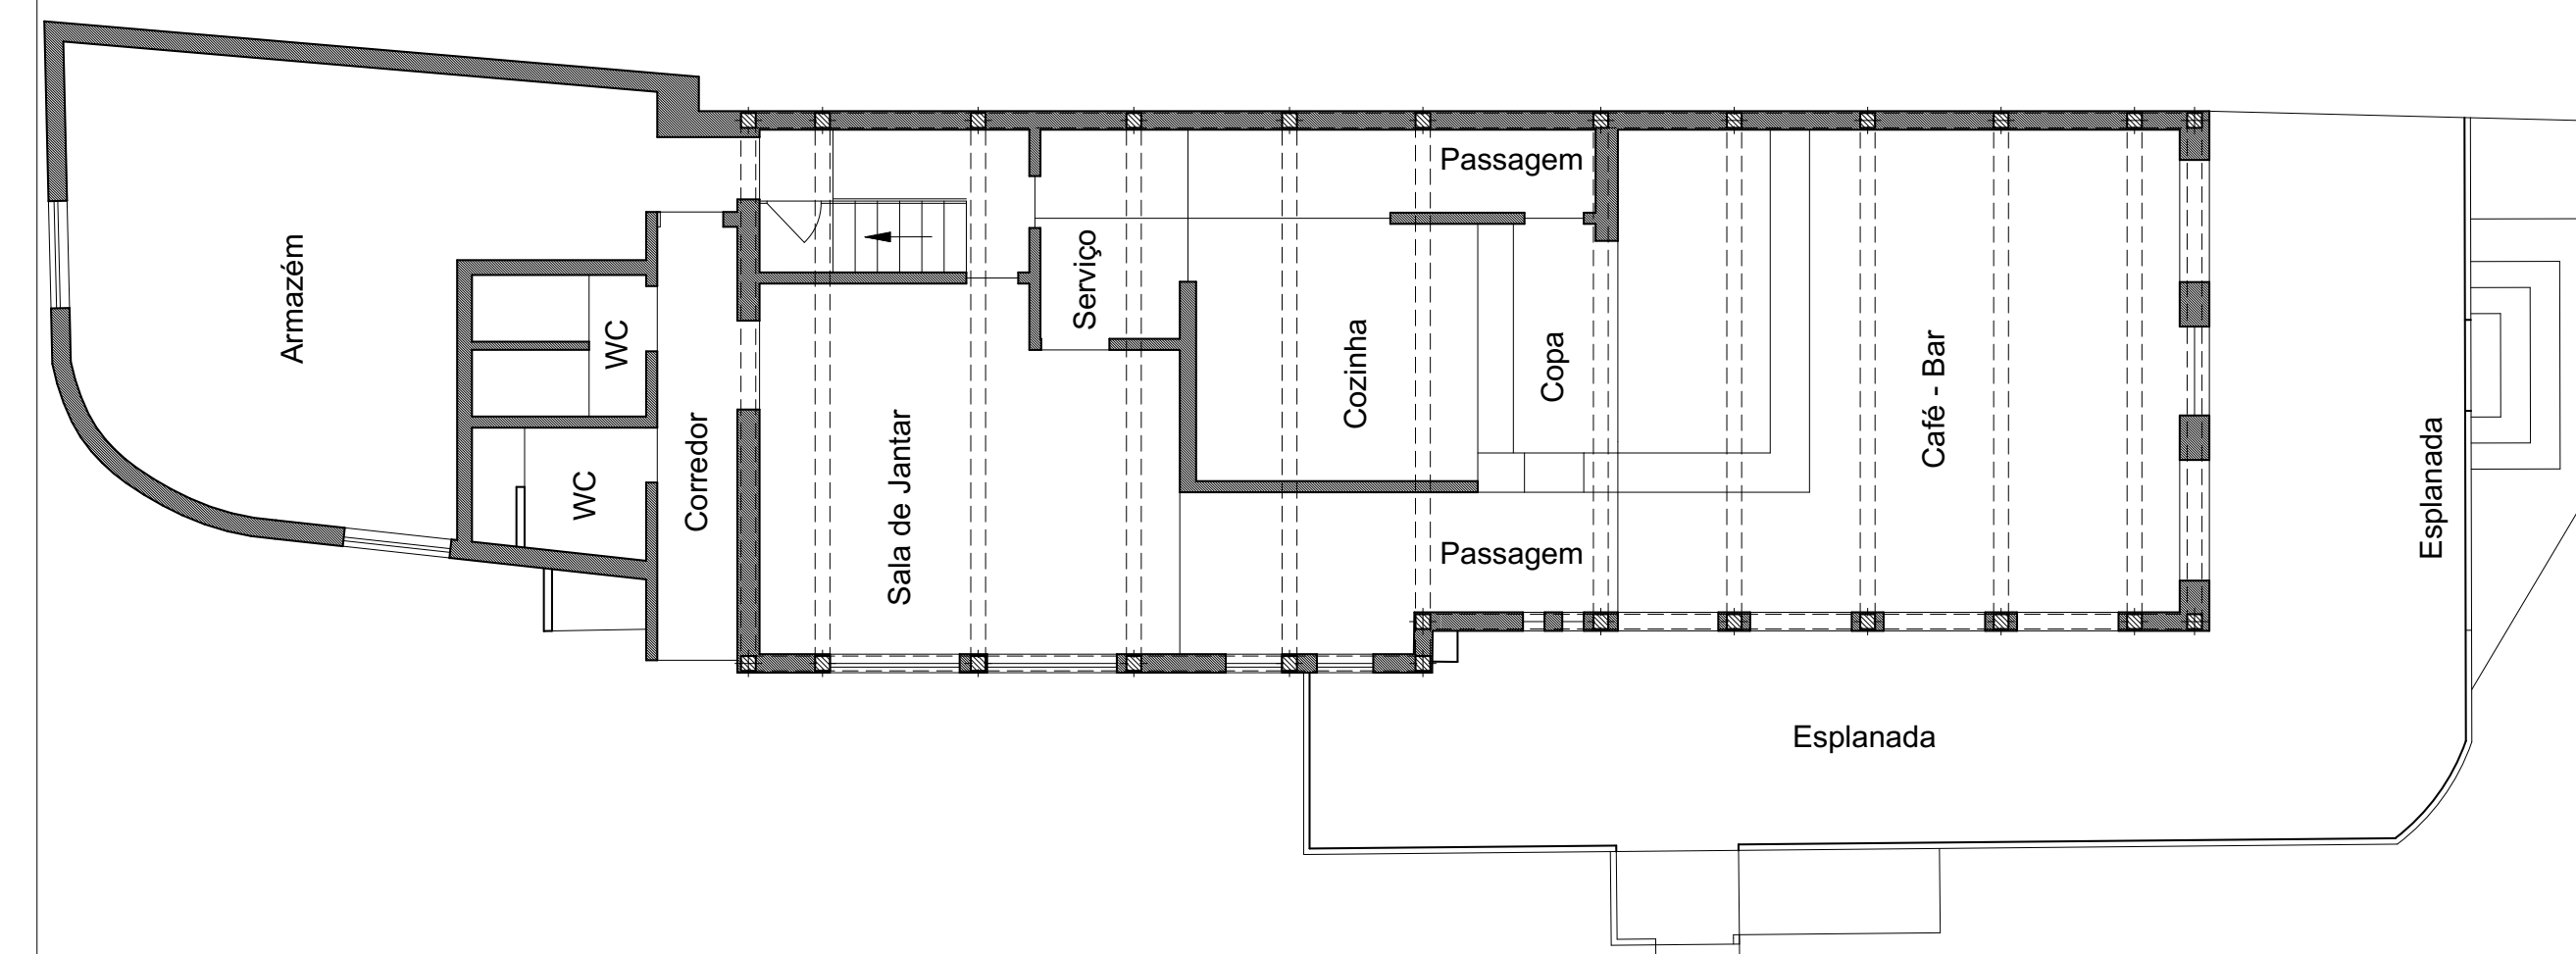 Armazém
WC
WC
Corredor
Sala de Jantar
Serviço
Cozinha
Passagem
Copa
Passagem
Café - Bar
Esplanada
Esplanada